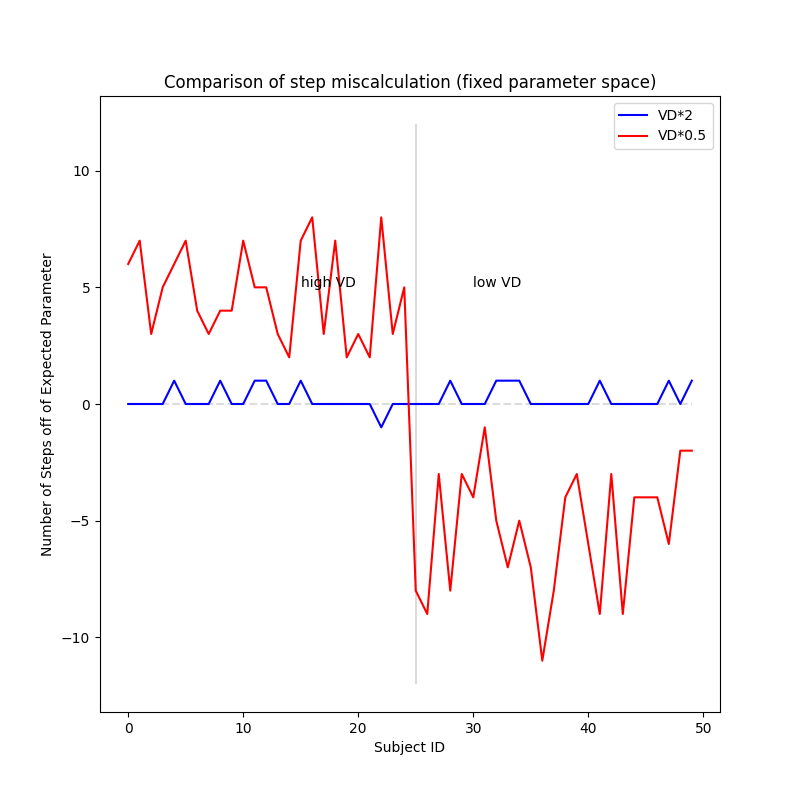 Comparison of step miscalculation (fixed parameter space)
VD*2
VD*0.5
Number of Steps off of Expected Parameter
10
5
0
−5
−10
high VD
low VD
0
10
20
30
40
50
Subject ID